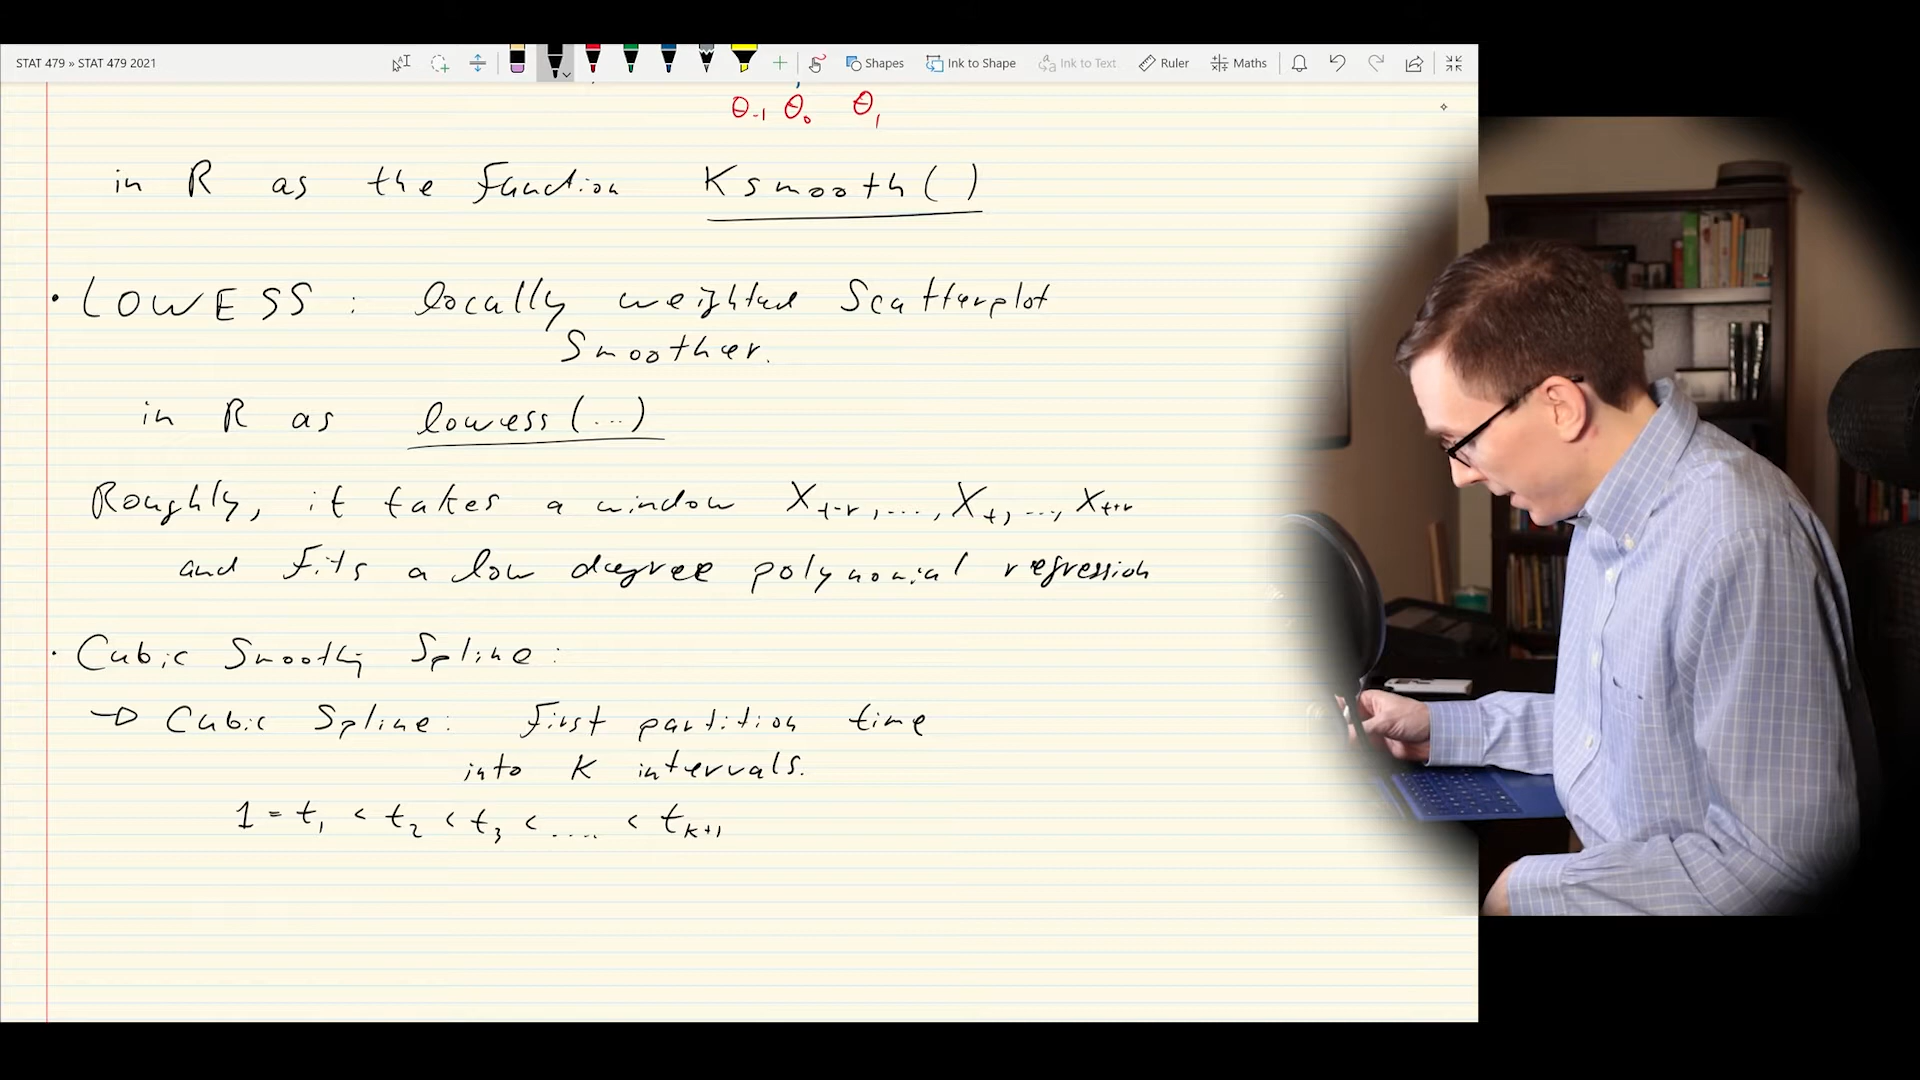 STAT 479 » STAT 479 2021
Shapes Ink to Shape Ink to Text Ruler Maths
θ₋₁ θ₀ θ₁
in R as the function Ksmooth( )
• LOWESS : locally weighted Scatterplot
Smoother.
in R as lowess(...)
Roughly, it takes a window Xₜ₋ᵣ, ..., Xₜ, ..., Xₜ₊ᵣ
and fits a low degree polynomial regression
• Cubic Smoothing Spline :
→ Cubic Spline : First partition time
into K intervals.
1 = t₁ < t₂ < t₃ < .... < tₖ₊₁